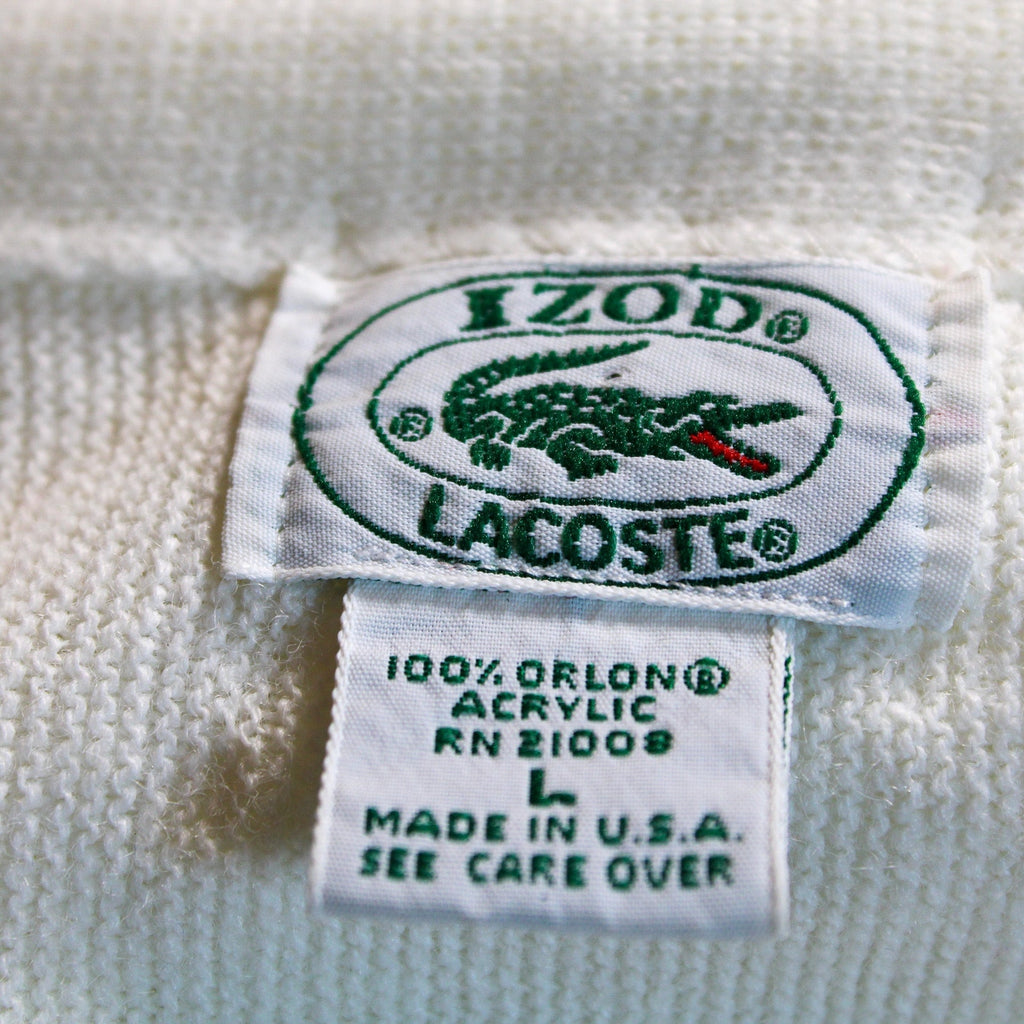 IZOD®
®
LACOSTE®
100% ORLON®
ACRYLIC
RN 21008
L
MADE IN U.S.A.
SEE CARE OVER